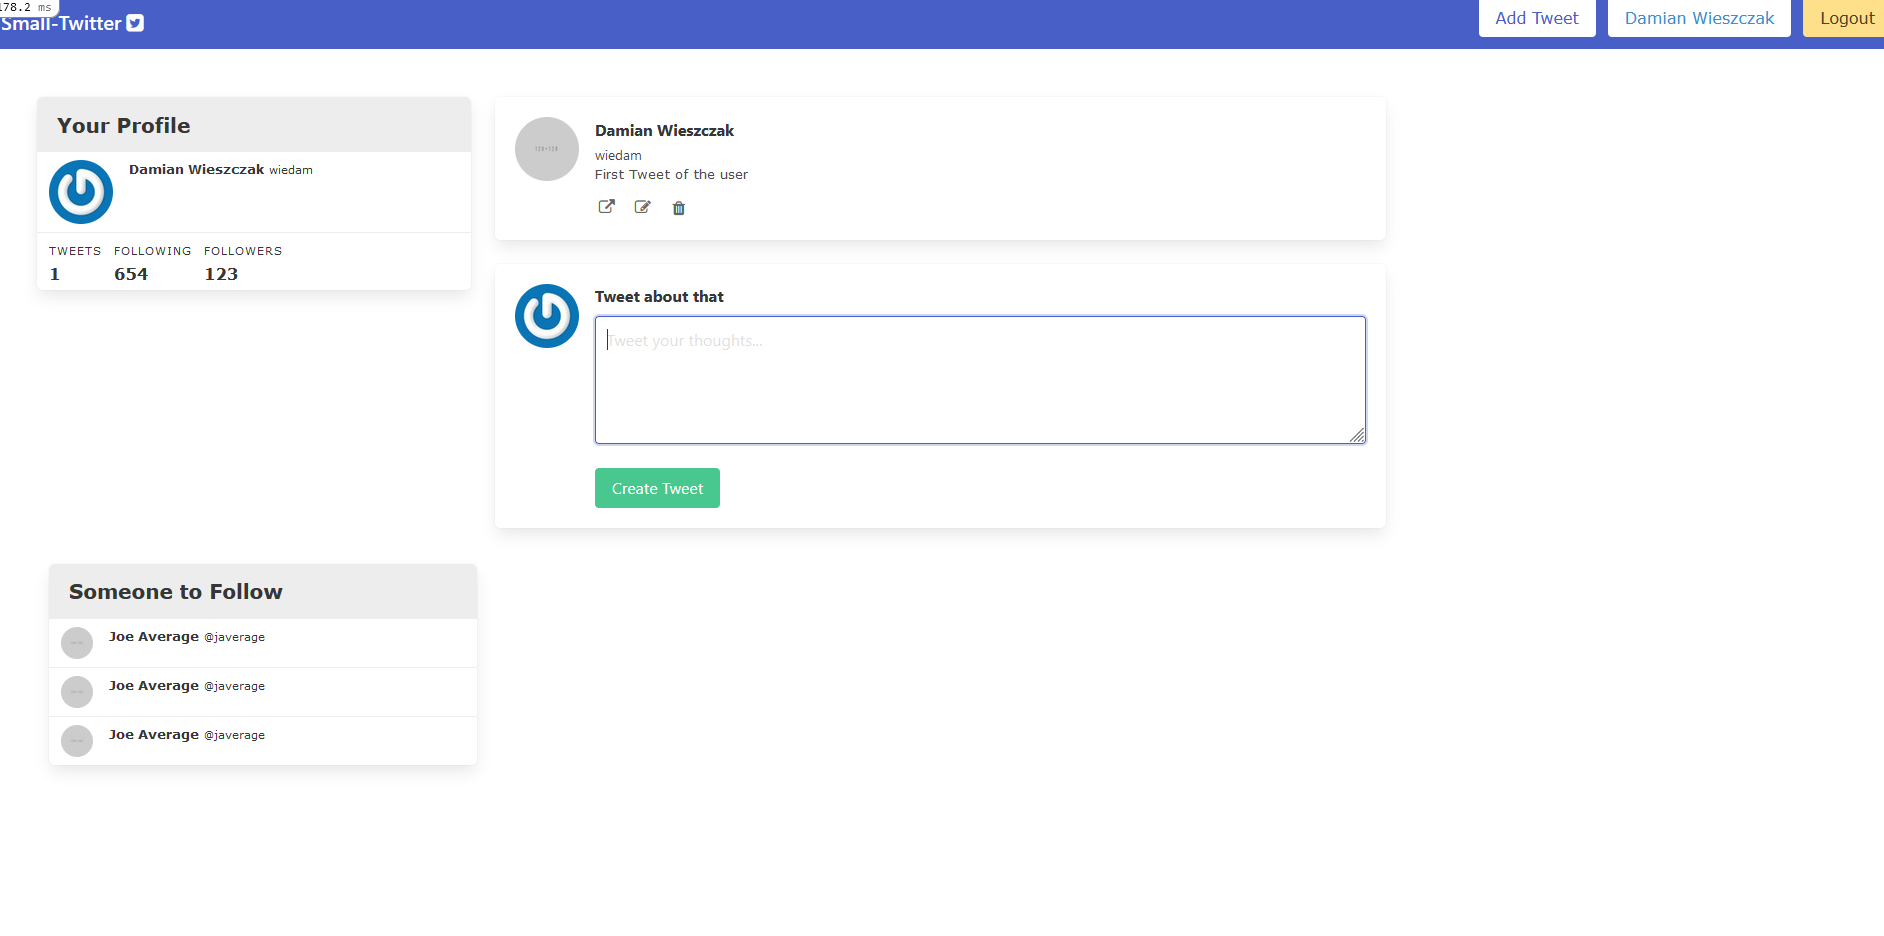 178.2 ms
Small-Twitter
Add Tweet
Damian Wieszczak
Logout
Your Profile
Damian Wieszczak wiedam
TWEETS FOLLOWING FOLLOWERS
1 654 123
Damian Wieszczak
wiedam
First Tweet of the user
Tweet about that
Tweet your thoughts...
Create Tweet
Someone to Follow
Joe Average @javerage
Joe Average @javerage
Joe Average @javerage